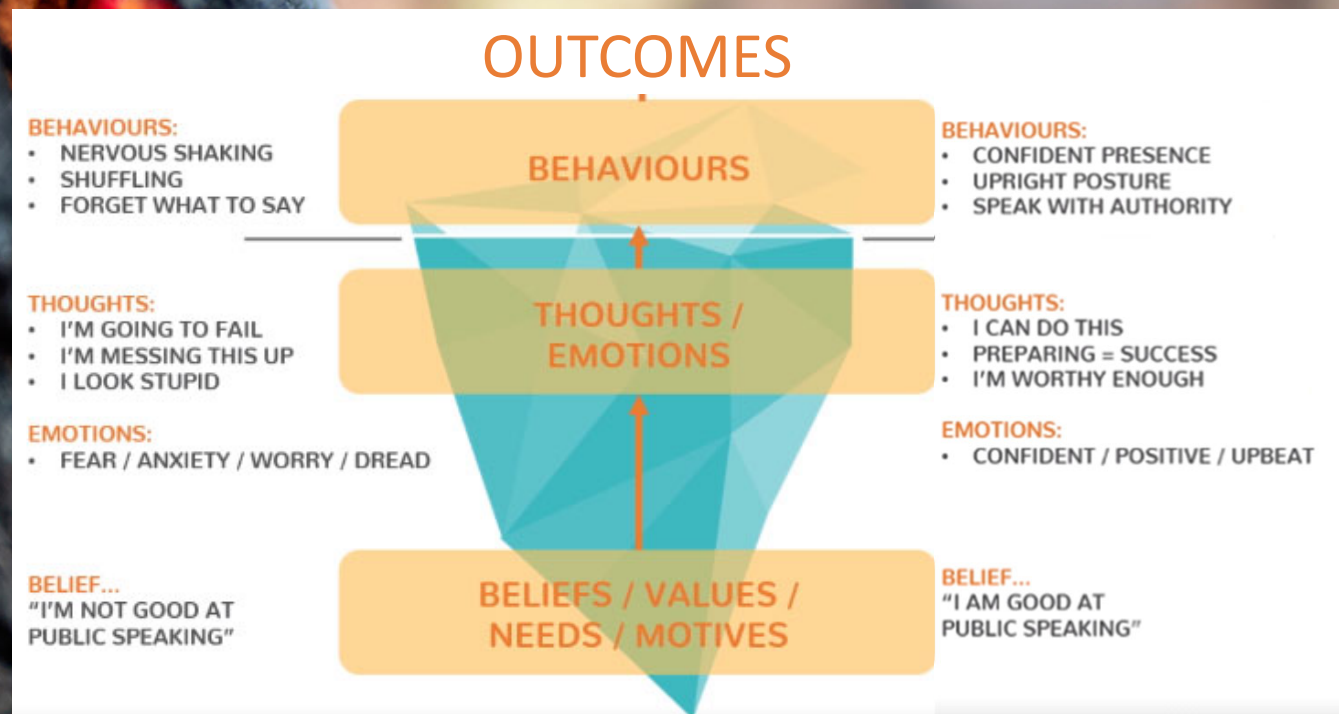 OUTCOMES
BEHAVIOURS:
• NERVOUS SHAKING
• SHUFFLING
• FORGET WHAT TO SAY
THOUGHTS:
• I'M GOING TO FAIL
• I'M MESSING THIS UP
• I LOOK STUPID
EMOTIONS:
• FEAR / ANXIETY / WORRY / DREAD
BELIEF...
“I'M NOT GOOD AT
PUBLIC SPEAKING”
BEHAVIOURS
THOUGHTS /
EMOTIONS
BELIEFS / VALUES /
NEEDS / MOTIVES
BEHAVIOURS:
• CONFIDENT PRESENCE
• UPRIGHT POSTURE
• SPEAK WITH AUTHORITY
THOUGHTS:
• I CAN DO THIS
• PREPARING = SUCCESS
• I'M WORTHY ENOUGH
EMOTIONS:
• CONFIDENT / POSITIVE / UPBEAT
BELIEF...
“I AM GOOD AT
PUBLIC SPEAKING”